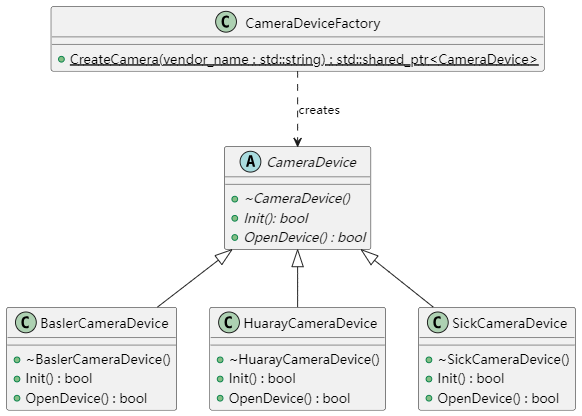 C CameraDeviceFactory
CreateCamera(vendor_name : std::string) : std::shared_ptr<CameraDevice>
creates
A CameraDevice
~CameraDevice()
Init(): bool
OpenDevice() : bool
C BaslerCameraDevice
~BaslerCameraDevice()
Init() : bool
OpenDevice() : bool
C HuarayCameraDevice
~HuarayCameraDevice()
Init() : bool
OpenDevice() : bool
C SickCameraDevice
~SickCameraDevice()
Init() : bool
OpenDevice() : bool